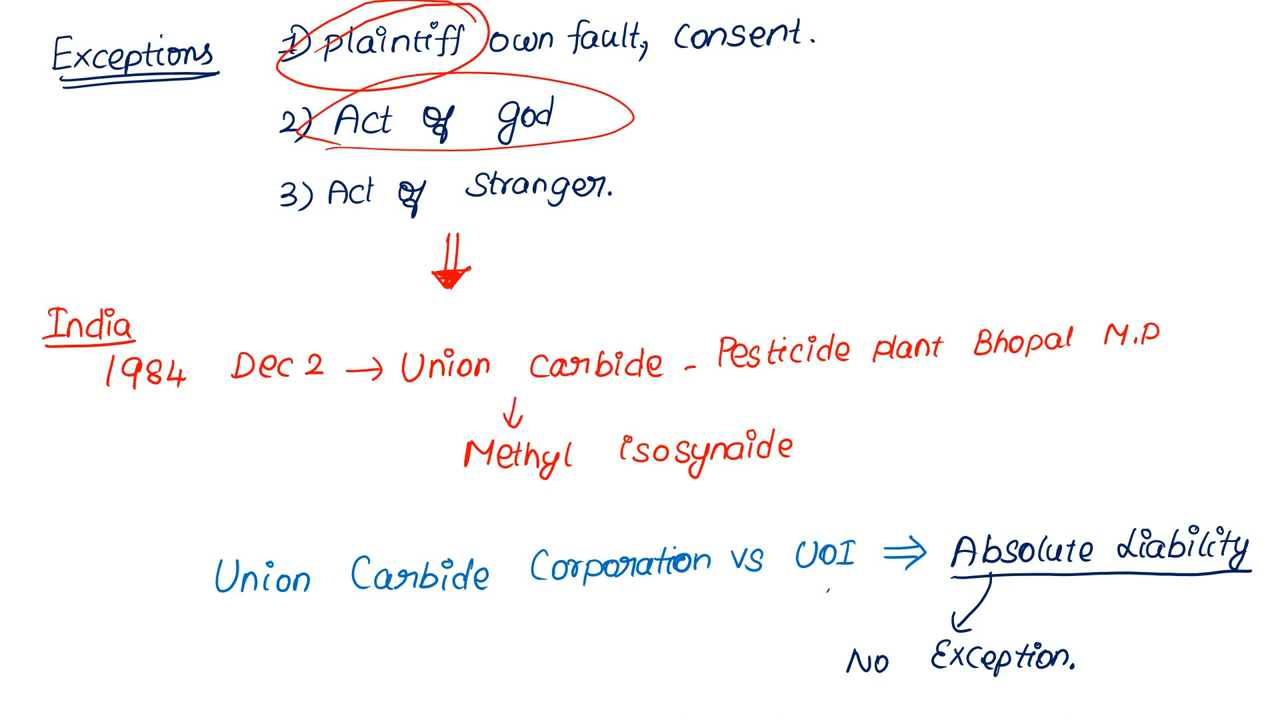 Exceptions 1) plaintiff own fault, consent.
2) Act of god
3) Act of Stranger.
India
1984 Dec 2 → Union Carbide - Pesticide plant Bhopal M.P
Methyl isosynaide
Union Carbide Corporation vs UOI ⇒ Absolute Liability
No Exception.